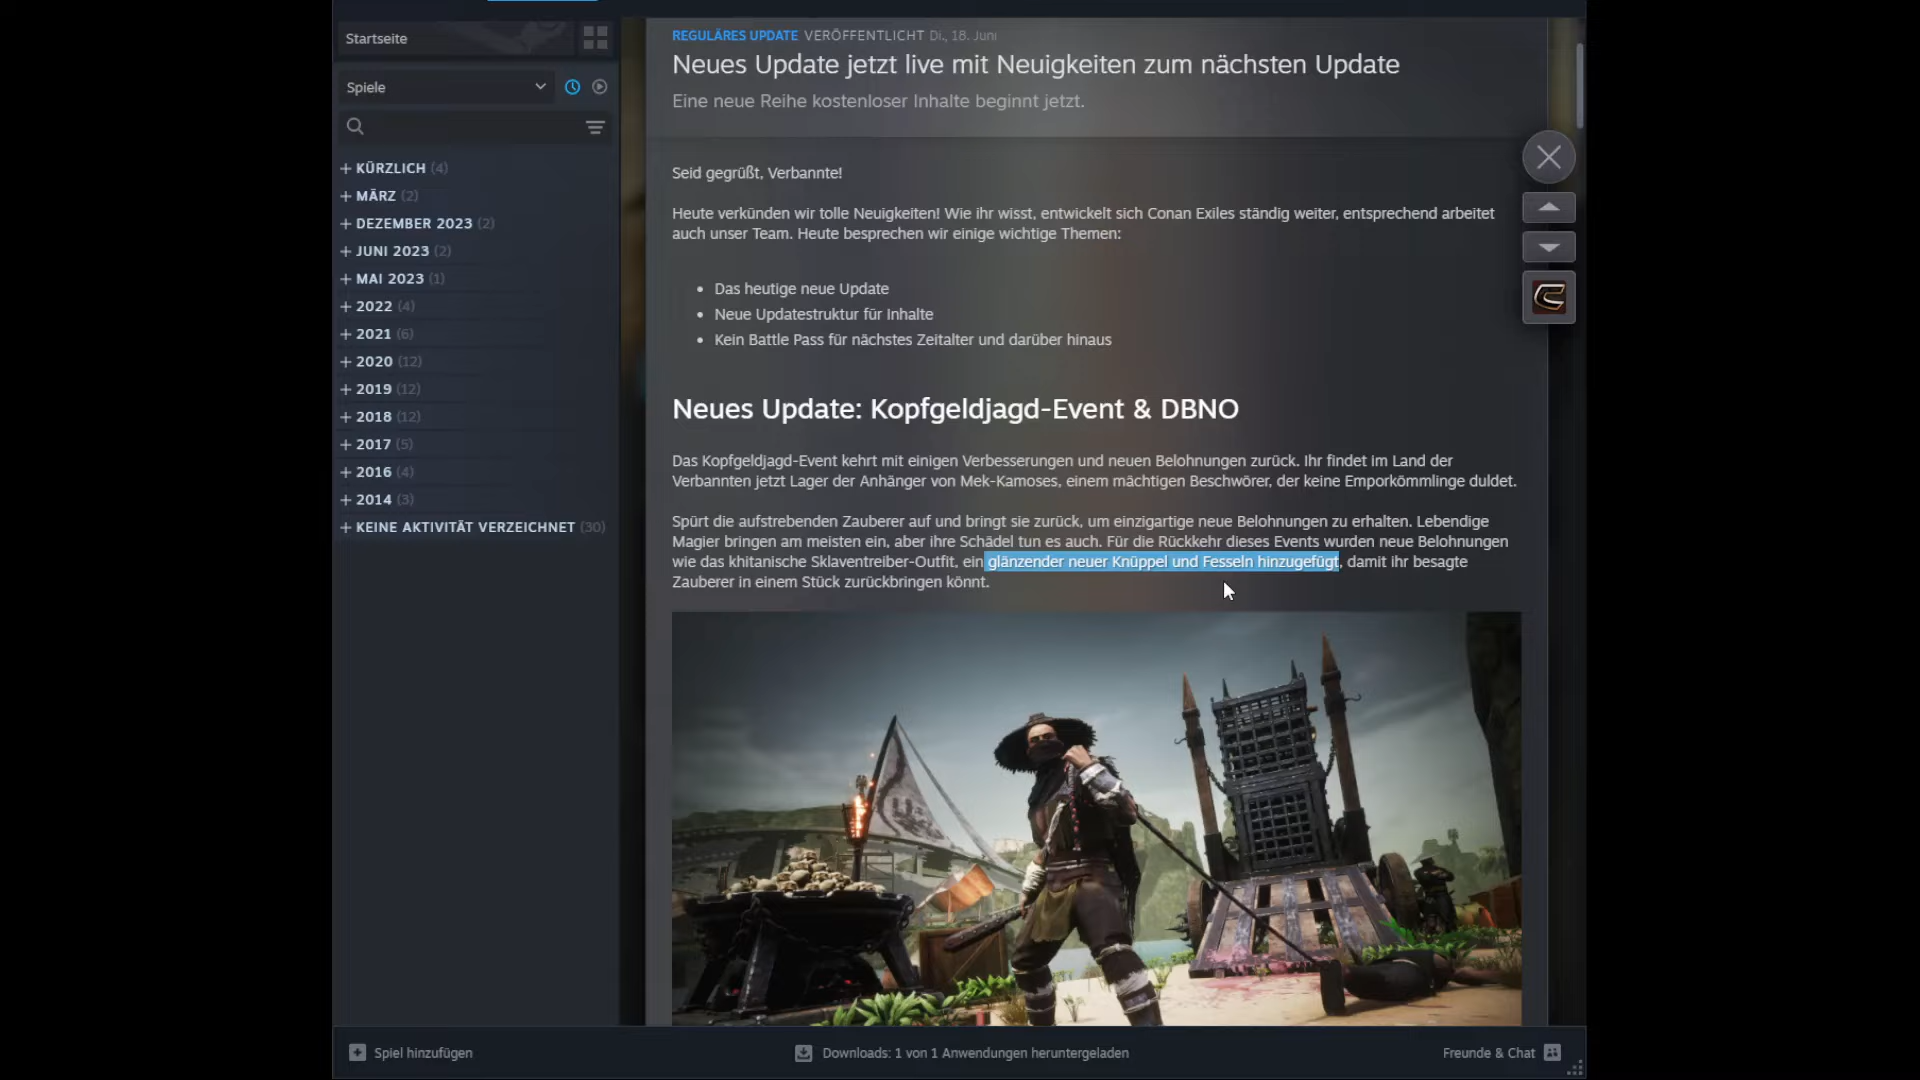 Startseite
Spiele
+ KÜRZLICH (4)
+ MÄRZ (2)
+ DEZEMBER 2023 (2)
+ JUNI 2023 (2)
+ MAI 2023 (1)
+ 2022 (4)
+ 2021 (6)
+ 2020 (12)
+ 2019 (12)
+ 2018 (12)
+ 2017 (5)
+ 2016 (4)
+ 2014 (3)
+ KEINE AKTIVITÄT VERZEICHNET (30)
REGULÄRES UPDATE VERÖFFENTLICHT Di., 18. Juni
Neues Update jetzt live mit Neuigkeiten zum nächsten Update
Eine neue Reihe kostenloser Inhalte beginnt jetzt.
Seid gegrüßt, Verbannte!
Heute verkünden wir tolle Neuigkeiten! Wie ihr wisst, entwickelt sich Conan Exiles ständig weiter, entsprechend arbeitet
auch unser Team. Heute besprechen wir einige wichtige Themen:
• Das heutige neue Update
• Neue Updatestruktur für Inhalte
• Kein Battle Pass für nächstes Zeitalter und darüber hinaus
Neues Update: Kopfgeldjagd-Event & DBNO
Das Kopfgeldjagd-Event kehrt mit einigen Verbesserungen und neuen Belohnungen zurück. Ihr findet im Land der
Verbannten jetzt Lager der Anhänger von Mek-Kamoses, einem mächtigen Beschwörer, der keine Emporkömmlinge duldet.
Spürt die aufstrebenden Zauberer auf und bringt sie zurück, um einzigartige neue Belohnungen zu erhalten. Lebendige
Magier bringen am meisten ein, aber ihre Schädel tun es auch. Für die Rückkehr dieses Events wurden neue Belohnungen
wie das khitanische Sklaventreiber-Outfit, ein glänzender neuer Knüppel und Fesseln hinzugefügt, damit ihr besagte
Zauberer in einem Stück zurückbringen könnt.
Spiel hinzufügen
Downloads: 1 von 1 Anwendungen heruntergeladen
Freunde & Chat